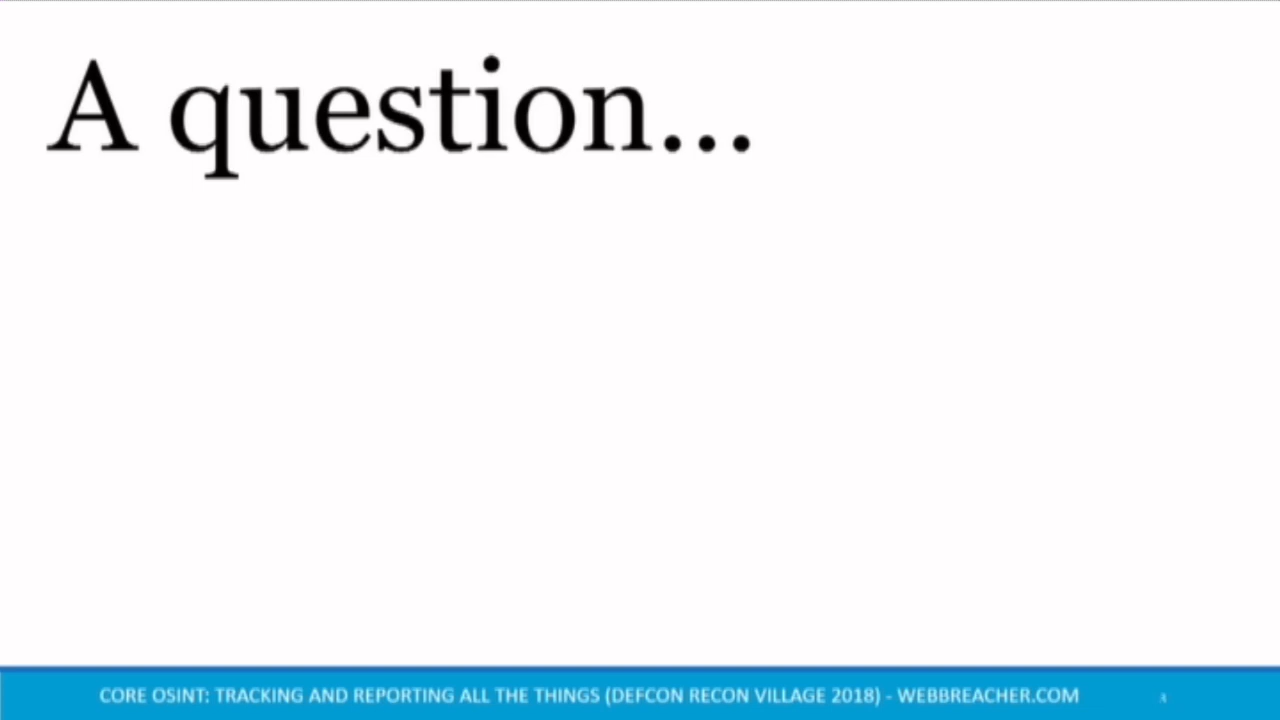 A question...
CORE OSINT: TRACKING AND REPORTING ALL THE THINGS (DEFCON RECON VILLAGE 2018) - WEBBREACHER.COM